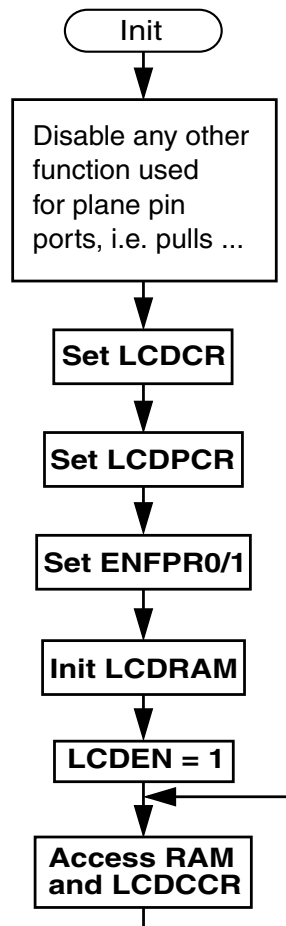 Init
Disable any other
function used
for plane pin
ports, i.e. pulls ...
Set LCDCR
Set LCDPCR
Set ENFPR0/1
Init LCDRAM
LCDEN = 1
Access RAM
and LCDCCR